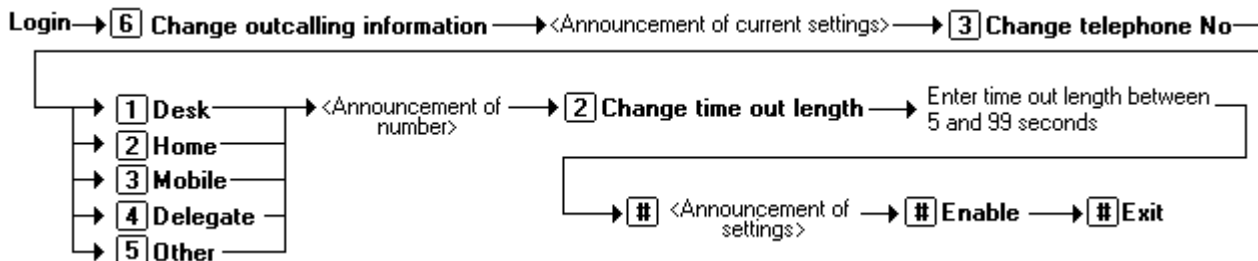 Login 6 Change outcalling information <Announcement of current settings> 3 Change telephone No
1 Desk
2 Home
3 Mobile
4 Delegate
5 Other
<Announcement of
number>
2 Change time out length
Enter time out length between
5 and 99 seconds
# <Announcement of
settings>
# Enable
# Exit